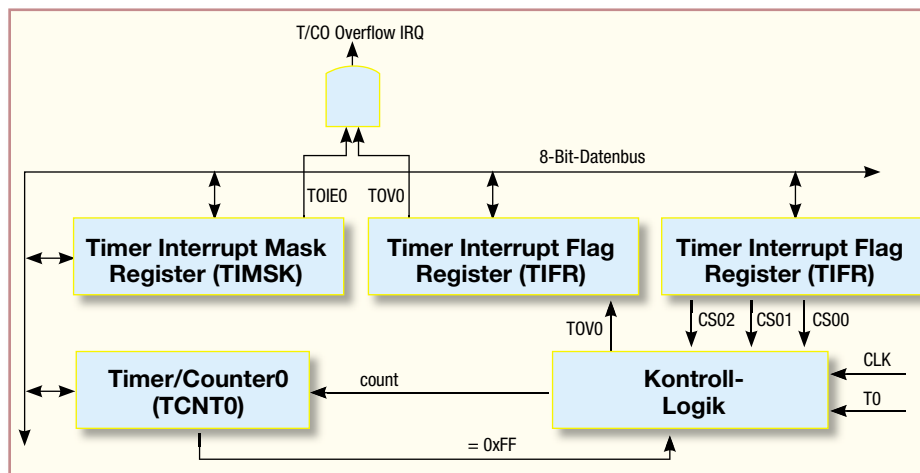 T/CO Overflow IRQ
8-Bit-Datenbus
TOIE0
TOV0
Timer Interrupt Mask
Register (TIMSK)
Timer Interrupt Flag
Register (TIFR)
Timer Interrupt Flag
Register (TIFR)
TOV0
CS02
CS01
CS00
Timer/Counter0
(TCNT0)
count
Kontroll-
Logik
CLK
T0
= 0xFF